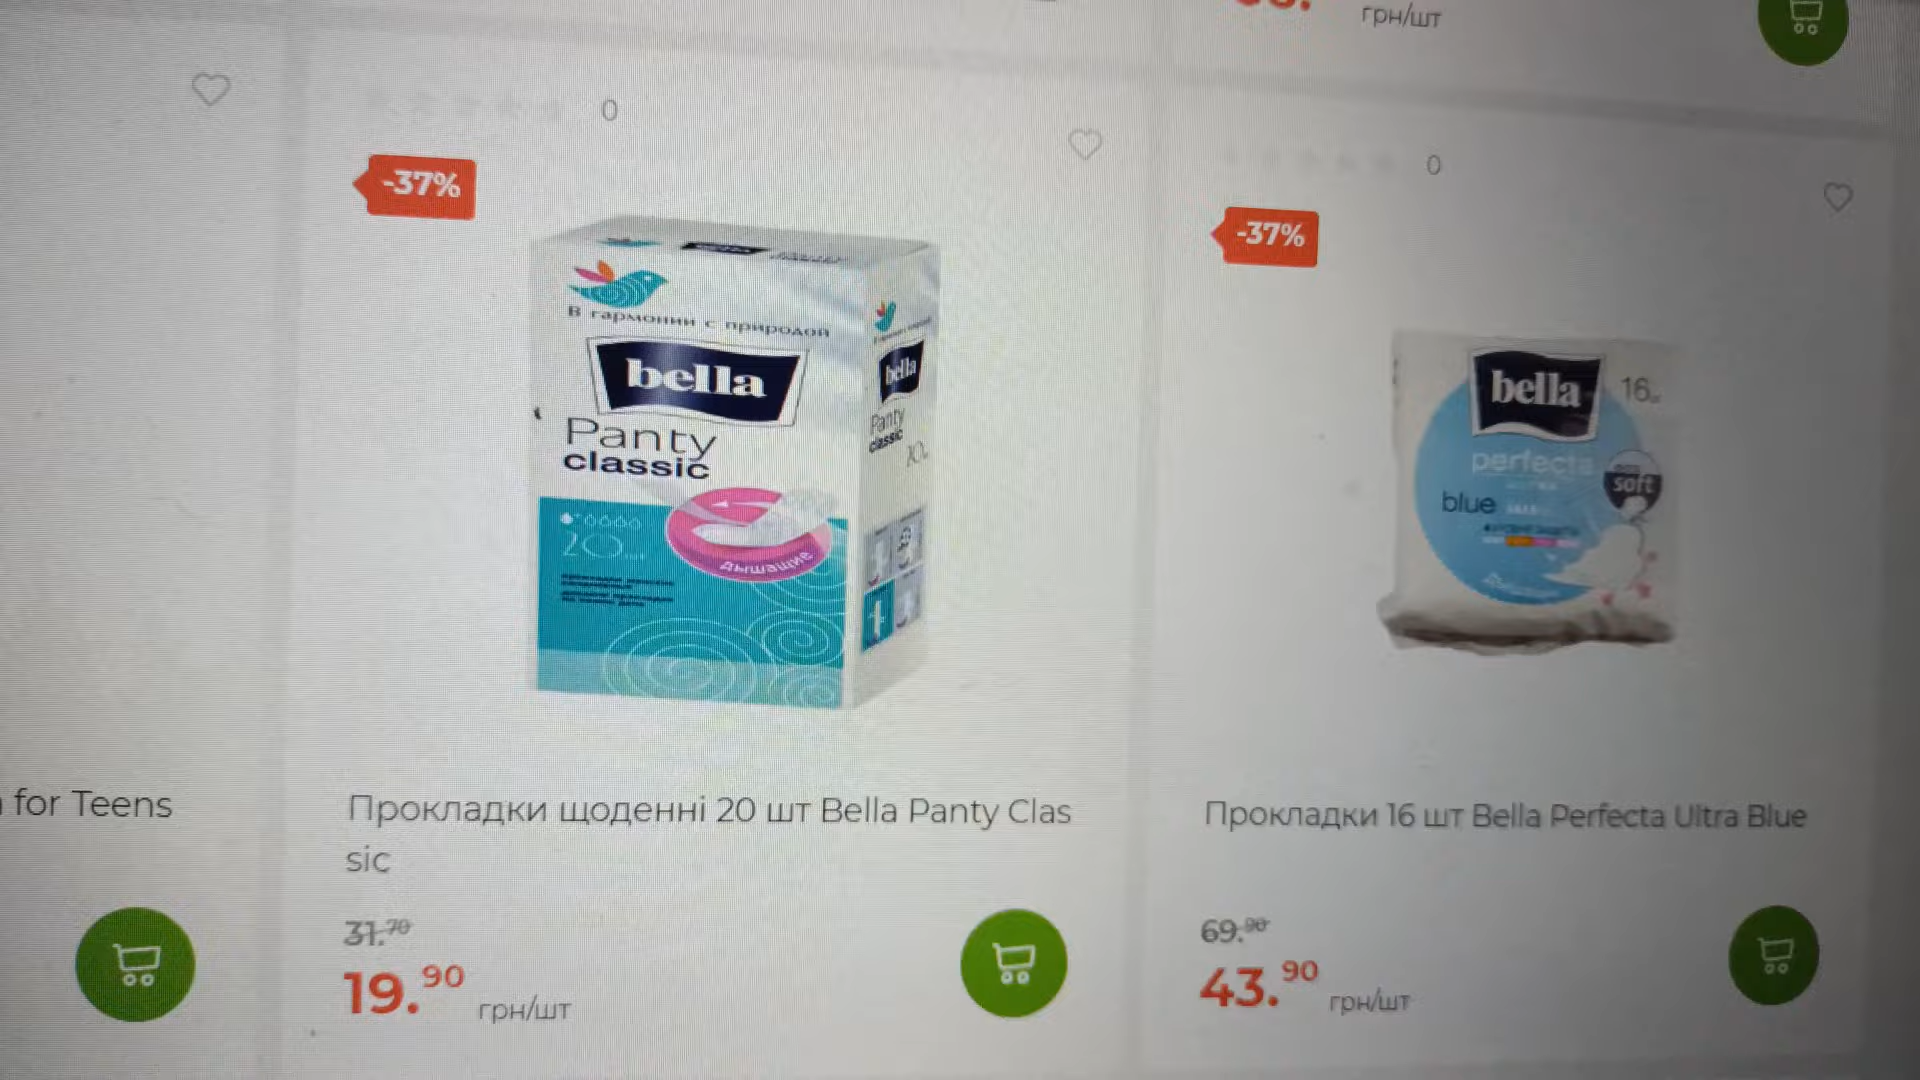 грн/шт
0
-37%
В гармонии с природой
bella
Panty
classic
20
дышащие
bella
Panty
classic
0
-37%
bella
16
perfecta
blue
soft
for Teens
Прокладки щоденні 20 шт Bella Panty Clas
sic
31.70
19.90 грн/шт
Прокладки 16 шт Bella Perfecta Ultra Blue
69.90
43.90 грн/шт